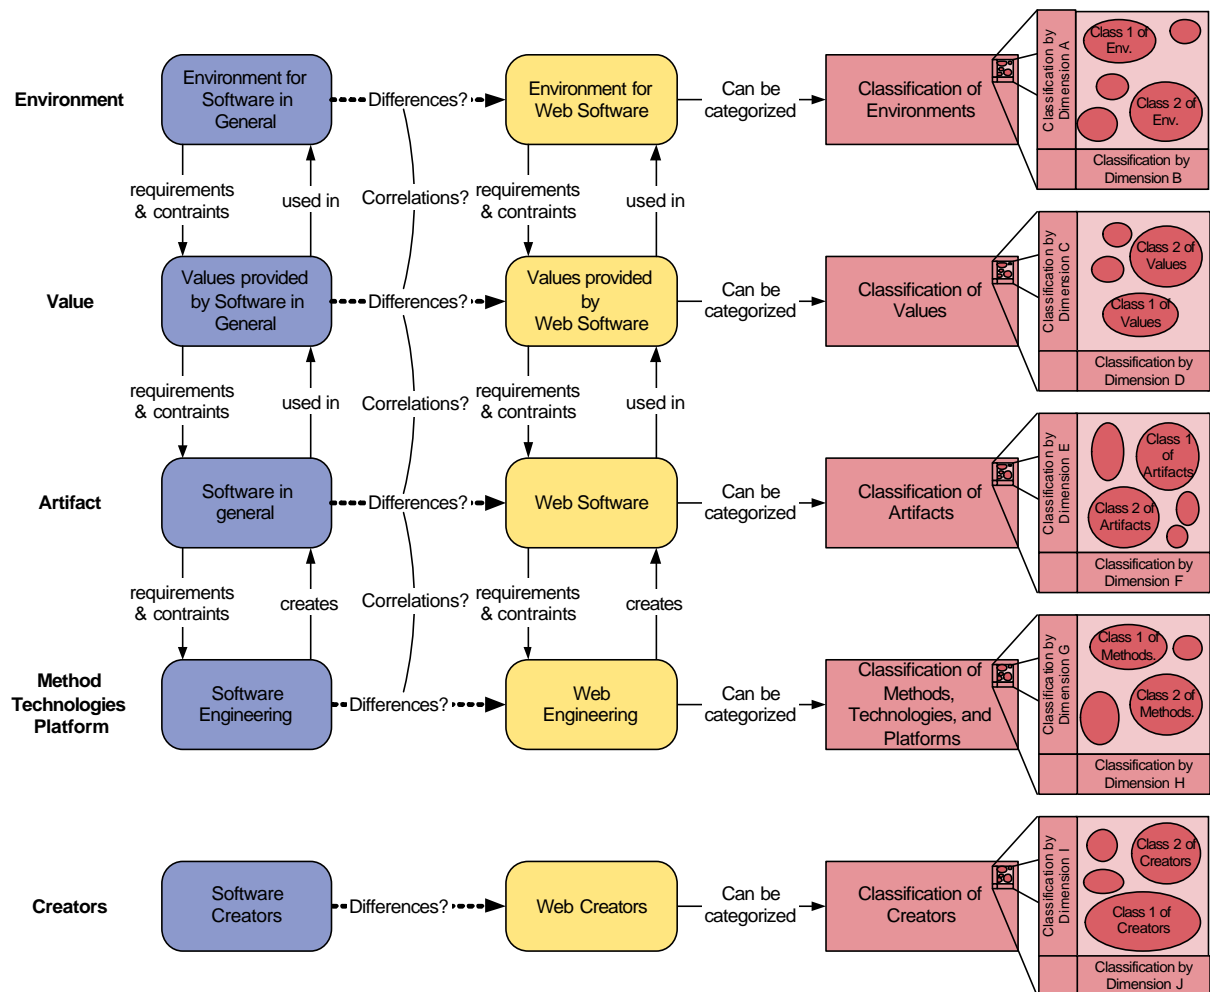 Environment
Environment for
Software in
General
Differences?
Environment for
Web Software
Can be
categorized
Classification of
Environments
Classification by
Dimension A
Class 1 of
Env.
Class 2 of
Env.
Classification by
Dimension B
requirements
& contraints
used in
Correlations?
requirements
& contraints
used in
Value
Values provided
by Software in
General
Differences?
Values provided
by
Web Software
Can be
categorized
Classification of
Values
Classification by
Dimension C
Class 2 of
Values
Class 1 of
Values
Classification by
Dimension D
requirements
& contraints
used in
Correlations?
requirements
& contraints
used in
Artifact
Software in
general
Differences?
Web Software
Can be
categorized
Classification of
Artifacts
Classification by
Dimension E
Class 1
of
Artifacts
Class 2 of
Artifacts
Classification by
Dimension F
requirements
& contraints
creates
Correlations?
requirements
& contraints
creates
Method
Technologies
Platform
Software
Engineering
Differences?
Web
Engineering
Can be
categorized
Classification of
Methods,
Technologies, and
Platforms
Classification by
Dimension G
Class 1 of
Methods.
Class 2 of
Methods.
Classification by
Dimension H
Creators
Software
Creators
Differences?
Web Creators
Can be
categorized
Classification of
Creators
Classification by
Dimension I
Class 2 of
Creators
Class 1 of
Creators
Classification by
Dimension J